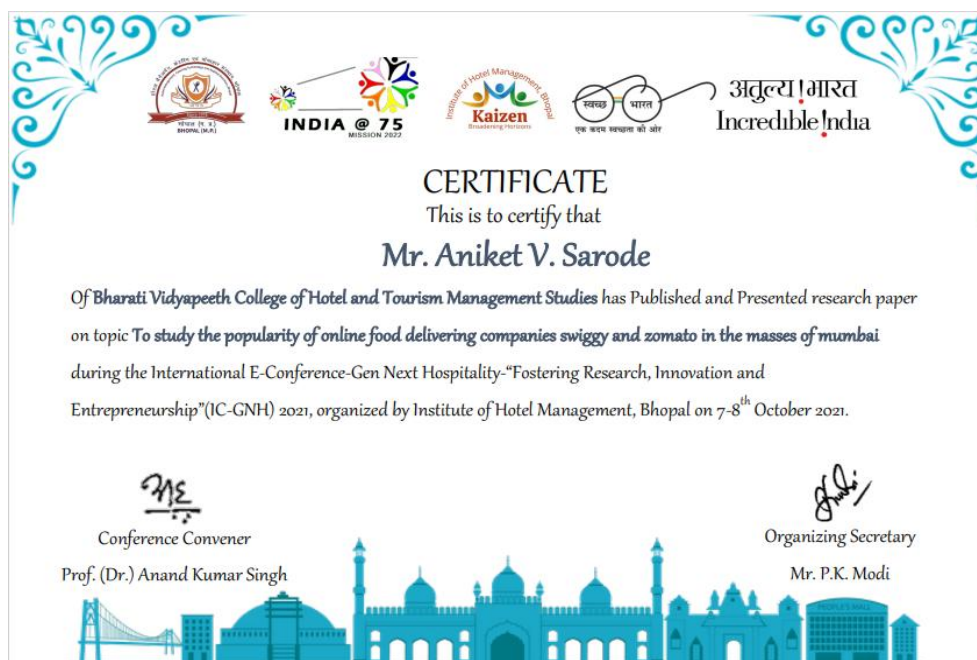 भोपाल (म. प्र.)
BHOPAL (M.P.)
INDIA @ 75
MISSION 2022
Institute of Hotel Management, Bhopal
Kaizen
Broadening Horizons
स्वच्छ भारत
एक कदम स्वच्छता की ओर
अतुल्य!भारत
Incredible!ndia
CERTIFICATE
This is to certify that
Mr. Aniket V. Sarode
Of Bharati Vidyapeeth College of Hotel and Tourism Management Studies has Published and Presented research paper
on topic To study the popularity of online food delivering companies swiggy and zomato in the masses of mumbai
during the International E-Conference-Gen Next Hospitality-“Fostering Research, Innovation and
Entrepreneurship”(IC-GNH) 2021, organized by Institute of Hotel Management, Bhopal on 7-8th October 2021.
Conference Convener
Prof. (Dr.) Anand Kumar Singh
Organizing Secretary
Mr. P.K. Modi
PEOPLE'S MALL